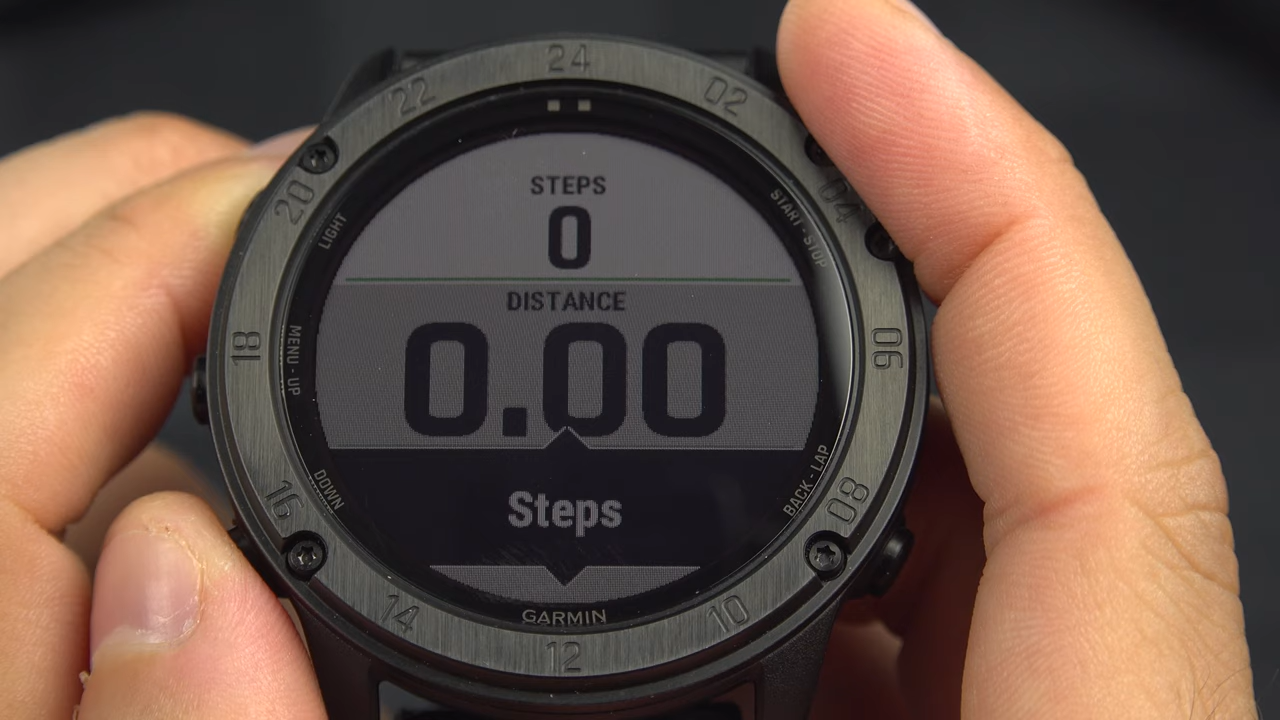 24
22
02
20
04
LIGHT
START - STOP
STEPS
0
DISTANCE
0.00
18
MENU - UP
06
Steps
DOWN
BACK - LAP
16
08
14
10
GARMIN
12